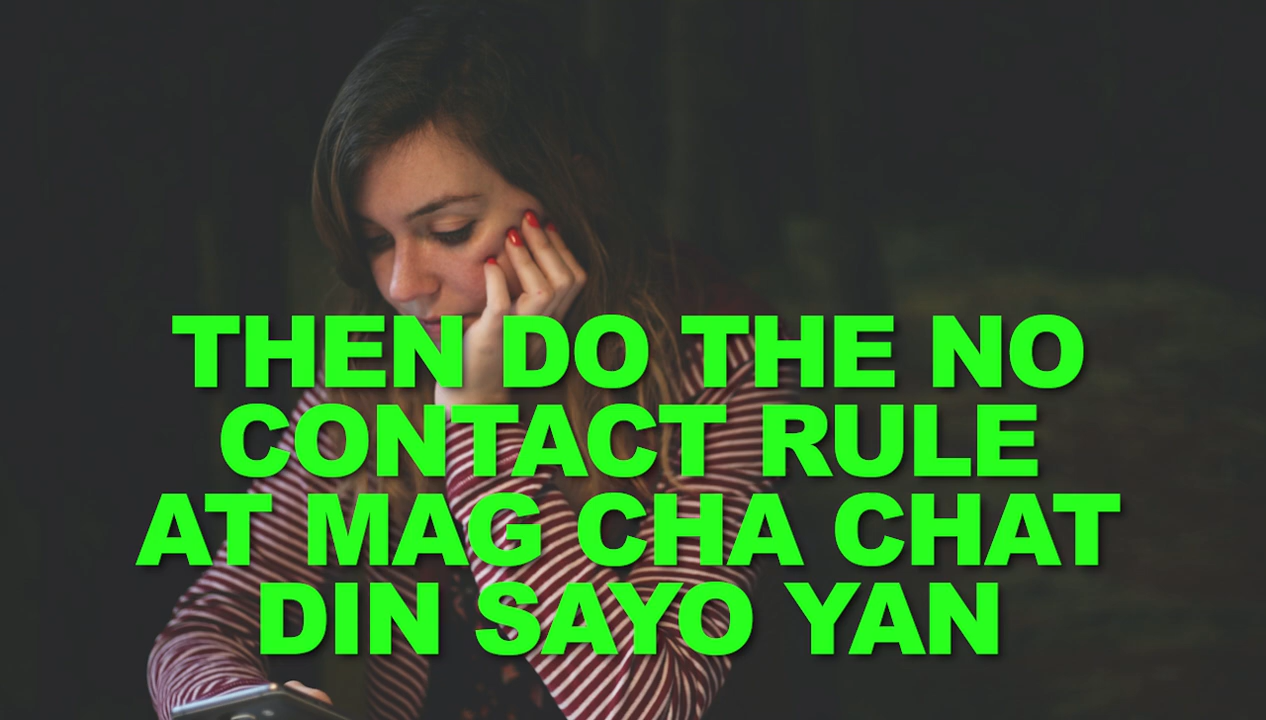 THEN DO THE NO
CONTACT RULE
AT MAG CHA CHAT
DIN SAYO YAN